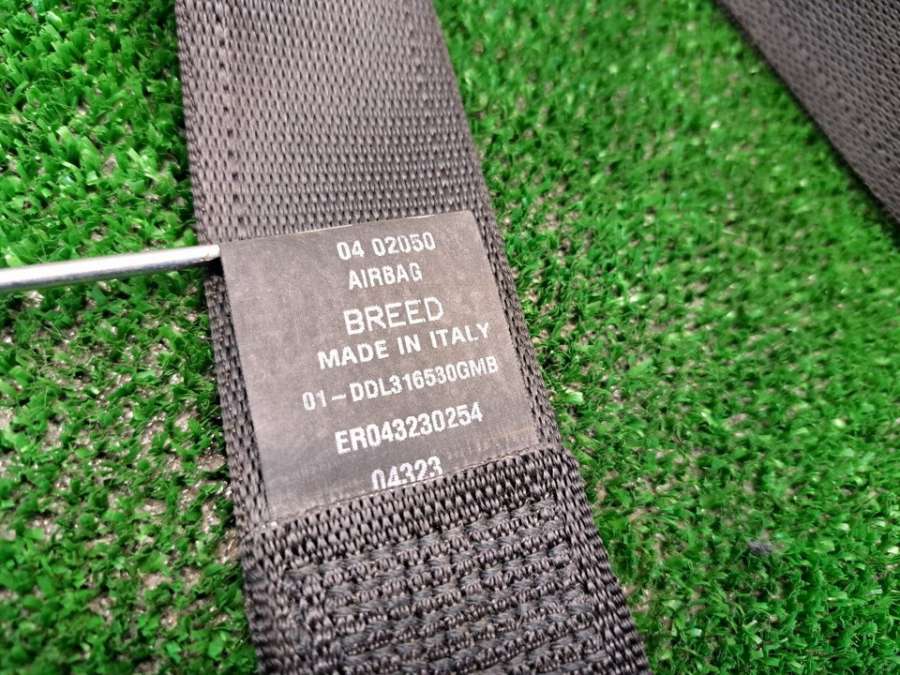 04 02050
AIRBAG
BREED
MADE IN ITALY
01-DDL316530GMB
ER043230254
04323